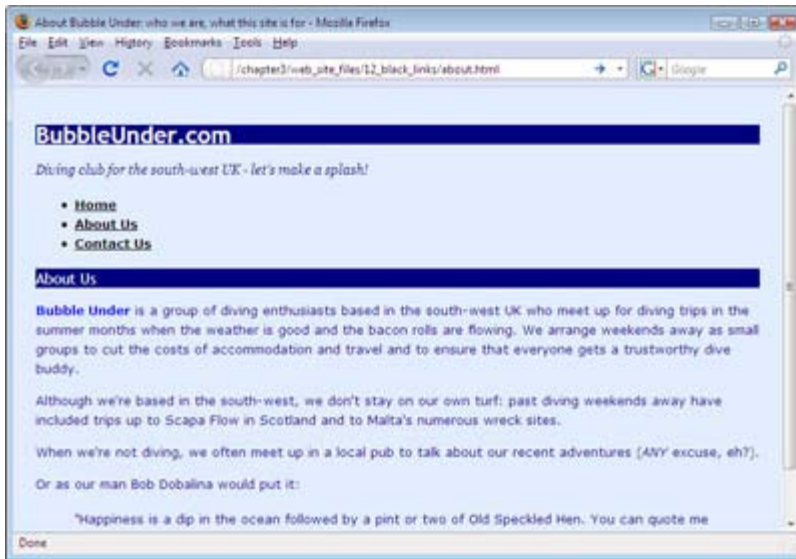 About Bubble Under: who we are, what this site is for - Mozilla Firefox
File Edit View History Bookmarks Tools Help
/chapter3/web_site_files/12_black_links/about.html
Google
BubbleUnder.com
Diving club for the south-west UK - let's make a splash!
Home
About Us
Contact Us
About Us
Bubble Under is a group of diving enthusiasts based in the south-west UK who meet up for diving trips in the
summer months when the weather is good and the bacon rolls are flowing. We arrange weekends away as small
groups to cut the costs of accommodation and travel and to ensure that everyone gets a trustworthy dive
buddy.
Although we're based in the south-west, we don't stay on our own turf: past diving weekends away have
included trips up to Scapa Flow in Scotland and to Malta's numerous wreck sites.
When we're not diving, we often meet up in a local pub to talk about our recent adventures (ANY excuse, eh?).
Or as our man Bob Dobalina would put it:
"Happiness is a dip in the ocean followed by a pint or two of Old Speckled Hen. You can quote me
Done